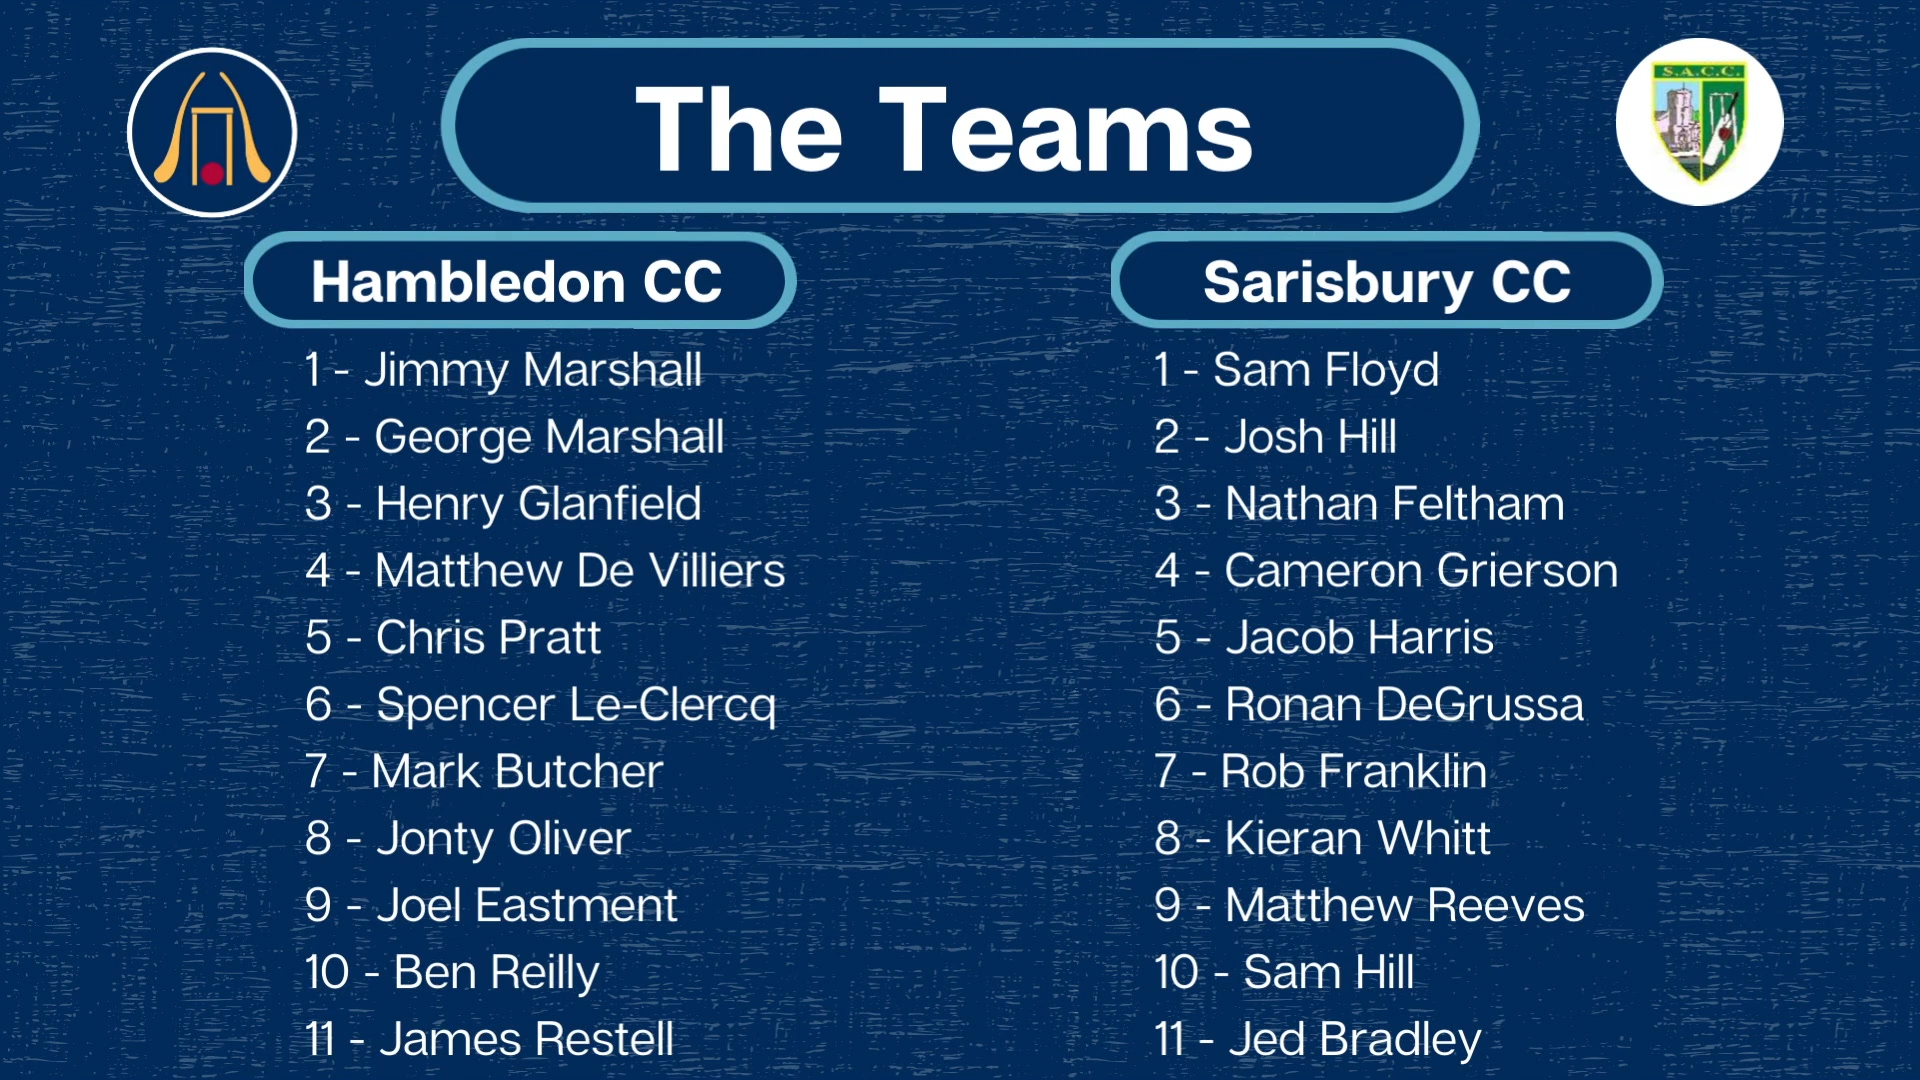 The Teams
S.A.C.C.
Hambledon CC
1 - Jimmy Marshall
2 - George Marshall
3 - Henry Glanfield
4 - Matthew De Villiers
5 - Chris Pratt
6 - Spencer Le-Clercq
7 - Mark Butcher
8 - Jonty Oliver
9 - Joel Eastment
10 - Ben Reilly
11 - James Restell
Sarisbury CC
1 - Sam Floyd
2 - Josh Hill
3 - Nathan Feltham
4 - Cameron Grierson
5 - Jacob Harris
6 - Ronan DeGrussa
7 - Rob Franklin
8 - Kieran Whitt
9 - Matthew Reeves
10 - Sam Hill
11 - Jed Bradley